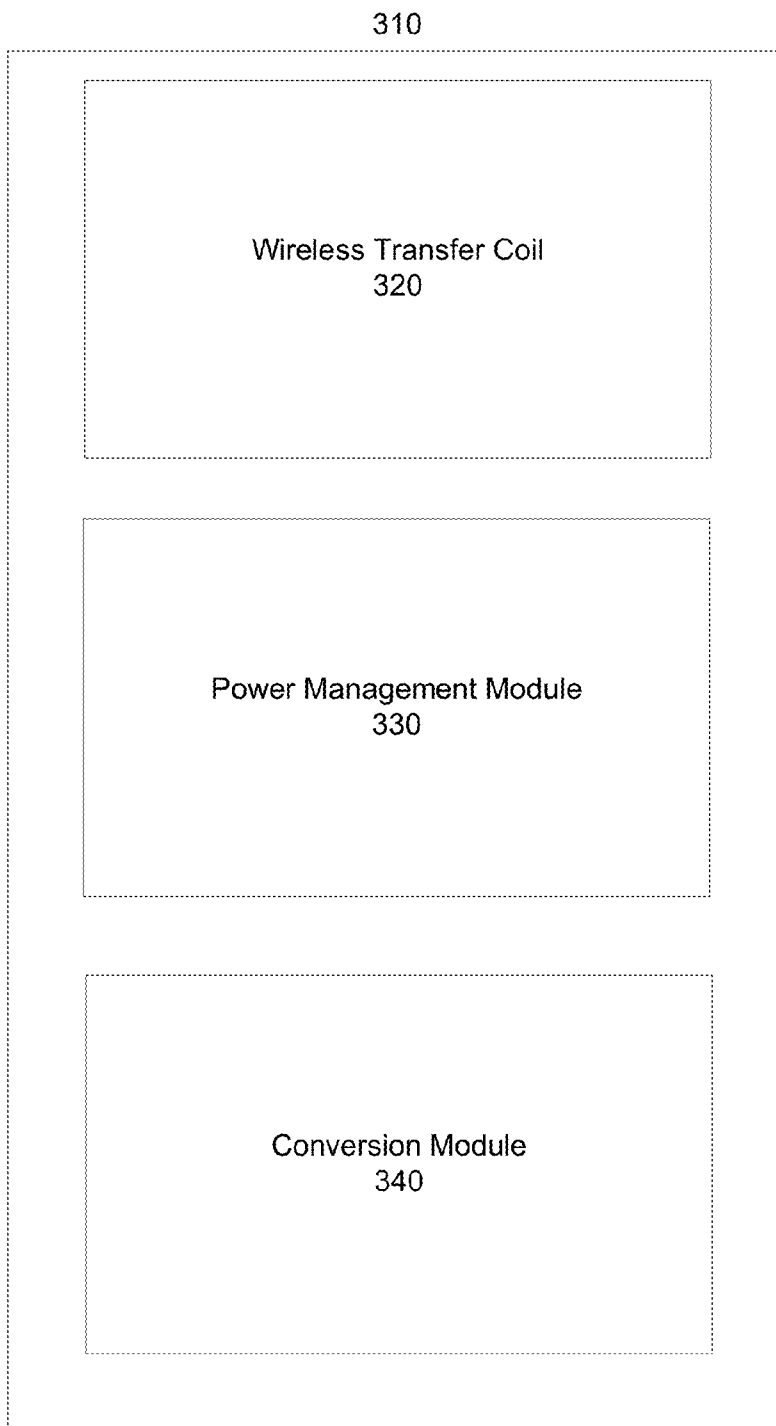 310
Wireless Transfer Coil
320
Power Management Module
330
Conversion Module
340